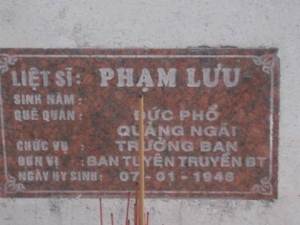 LIỆT SĨ: PHẠM LƯU
SINH NĂM:
QUÊ QUÁN: ĐỨC PHỔ
QUẢNG NGÃI
CHỨC VỤ: TRƯỞNG BAN
ĐƠN VỊ: BAN TUYÊN TRUYỀN BT
NGÀY HY SINH: 07-01-1946